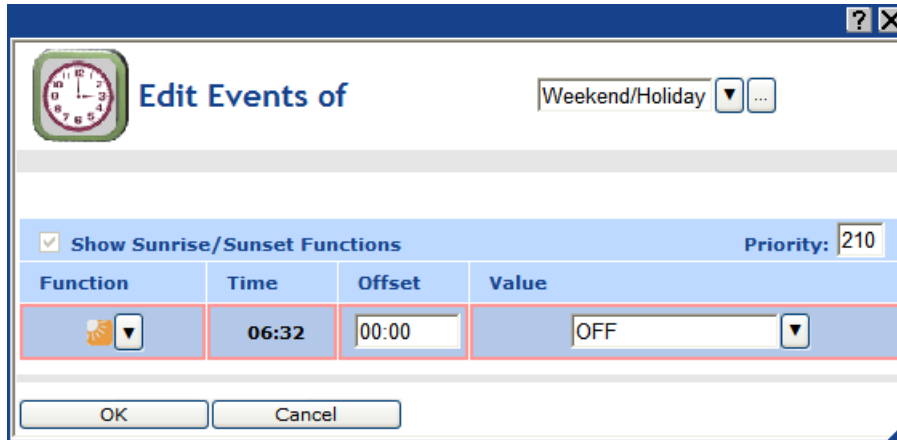 Edit Events of
Weekend/Holiday ...
Show Sunrise/Sunset Functions Priority: 210
Function Time Offset Value
06:32 00:00 OFF
OK Cancel